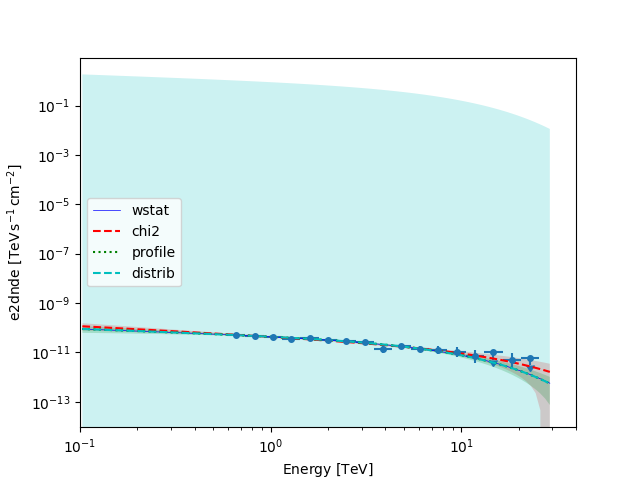 10⁻¹
10⁻³
10⁻⁵
10⁻⁷
10⁻⁹
10⁻¹¹
10⁻¹³
e2dnde [TeV s⁻¹ cm⁻²]
wstat
chi2
profile
distrib
10⁻¹ 10⁰ 10¹
Energy [TeV]